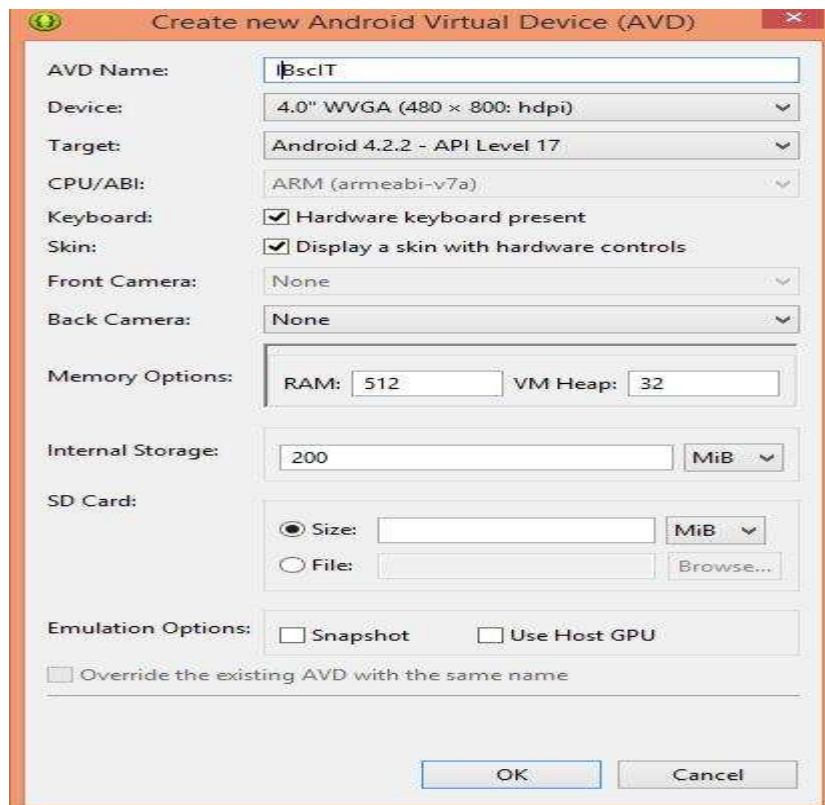 Create new Android Virtual Device (AVD)
AVD Name: IBscIT
Device: 4.0" WVGA (480 × 800: hdpi)
Target: Android 4.2.2 - API Level 17
CPU/ABI: ARM (armeabi-v7a)
Keyboard: Hardware keyboard present
Skin: Display a skin with hardware controls
Front Camera: None
Back Camera: None
Memory Options: RAM: 512 VM Heap: 32
Internal Storage: 200 MiB
SD Card:
Size: MiB
File: Browse...
Emulation Options: Snapshot Use Host GPU
Override the existing AVD with the same name
OK Cancel